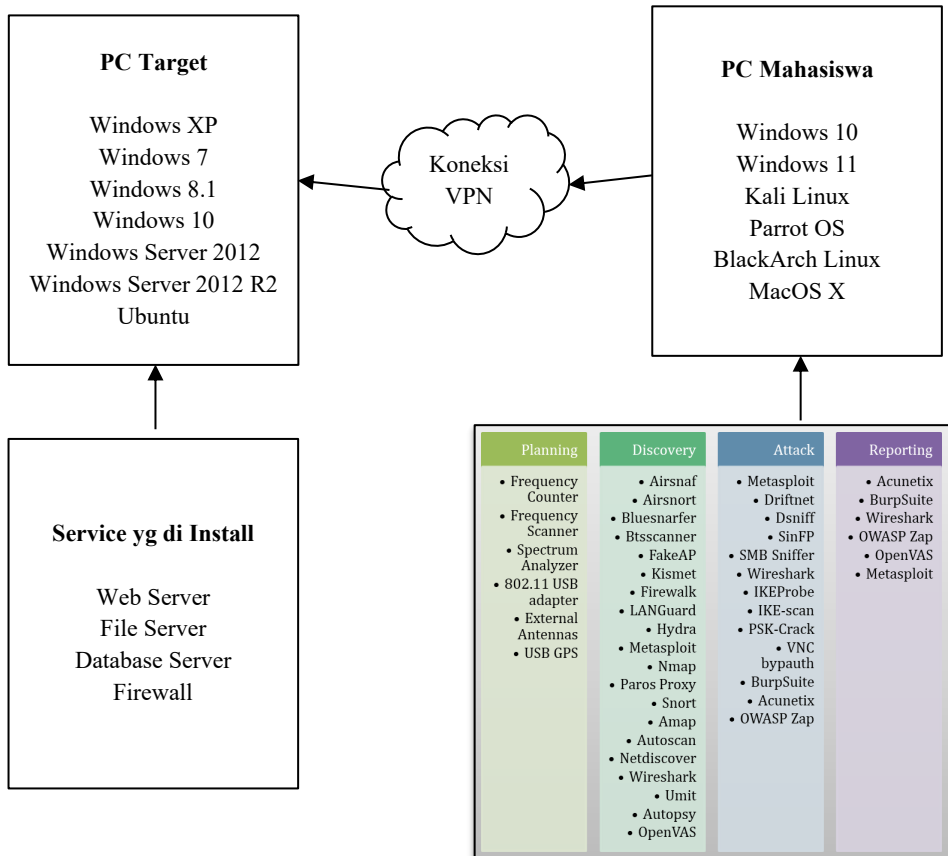 PC Target
Windows XP
Windows 7
Windows 8.1
Windows 10
Windows Server 2012
Windows Server 2012 R2
Ubuntu
Koneksi
VPN
PC Mahasiswa
Windows 10
Windows 11
Kali Linux
Parrot OS
BlackArch Linux
MacOS X
Service yg di Install
Web Server
File Server
Database Server
Firewall
Planning
• Frequency
Counter
• Frequency
Scanner
• Spectrum
Analyzer
• 802.11 USB
adapter
• External
Antennas
• USB GPS
Discovery
• Airsnaf
• Airsnort
• Bluesnarfer
• Btsscanner
• FakeAP
• Kismet
• Firewalk
• LANGuard
• Hydra
• Metasploit
• Nmap
• Paros Proxy
• Snort
• Amap
• Autoscan
• Netdiscover
• Wireshark
• Umit
• Autopsy
• OpenVAS
Attack
• Metasploit
• Driftnet
• Dsniff
• SinFP
• SMB Sniffer
• Wireshark
• IKEProbe
• IKE-scan
• PSK-Crack
• VNC
bypauth
• BurpSuite
• Acunetix
• OWASP Zap
Reporting
• Acunetix
• BurpSuite
• Wireshark
• OWASP Zap
• OpenVAS
• Metasploit